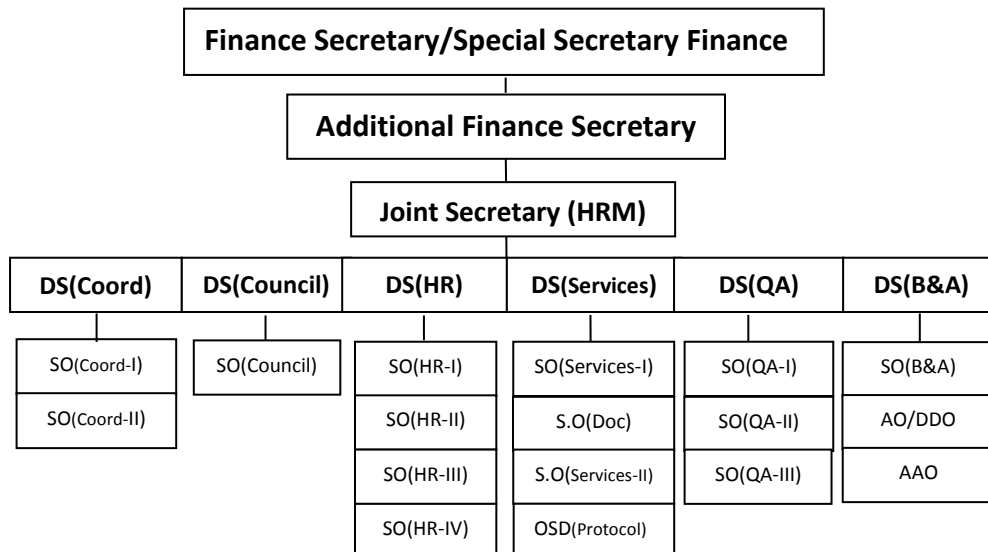 Finance Secretary/Special Secretary Finance
Additional Finance Secretary
Joint Secretary (HRM)
DS(Coord) DS(Council) DS(HR) DS(Services) DS(QA) DS(B&A)
SO(Coord-I) SO(Council) SO(HR-I) SO(Services-I) SO(QA-I) SO(B&A)
SO(Coord-II) SO(HR-II) S.O(Doc) SO(QA-II) AO/DDO
SO(HR-III) S.O(Services-II) SO(QA-III) AAO
SO(HR-IV) OSD(Protocol)